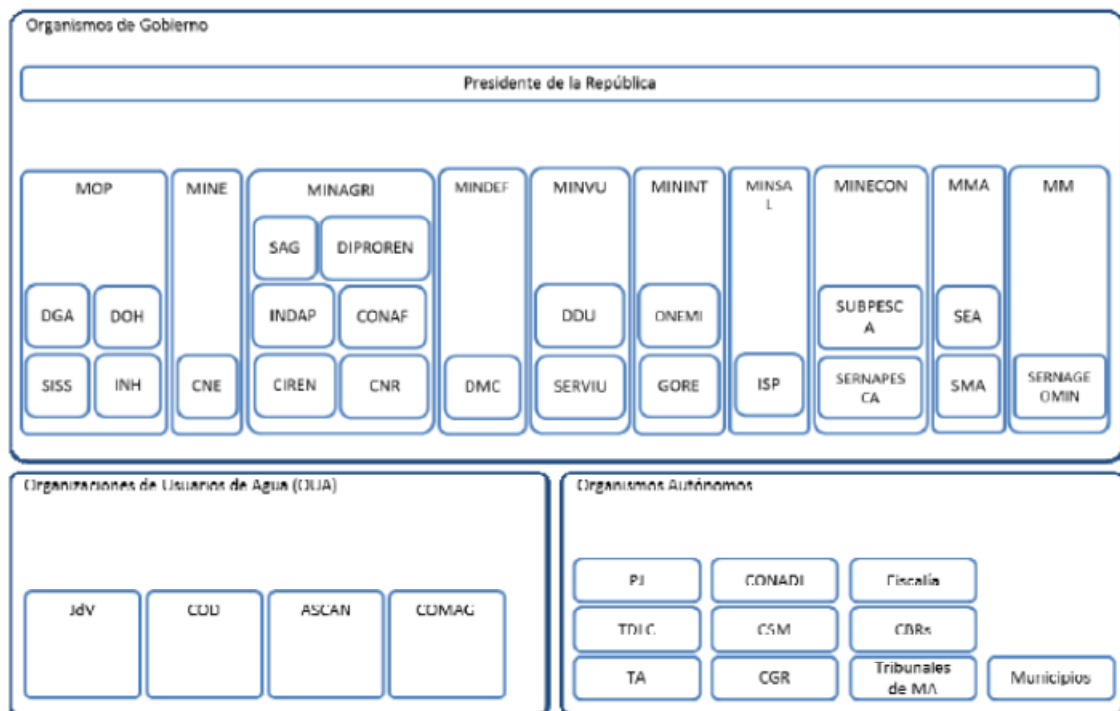 Organismos de Gobierno
Presidente de la República
MOP
MINE
MINAGRI
MINDEF
MINVU
MININT
MINSA
L
MINECON
MMA
MM
SAG
DIPROREN
DGA
DOH
INDAP
CONAF
DDU
ONEMI
SUBPESC
A
SEA
SISS
INH
CNE
CIREN
CNR
DMC
SERVIU
GORE
ISP
SERNAPES
CA
SMA
SERNAGE
OMIN
Organizaciones de Usuarios de Agua (OUA)
JdV
COD
ASCAN
COMAG
Organismos Autónomos
PJ
CONADI
Fiscalía
TDLC
CSM
CBRs
TA
CGR
Tribunales
de MA
Municipios